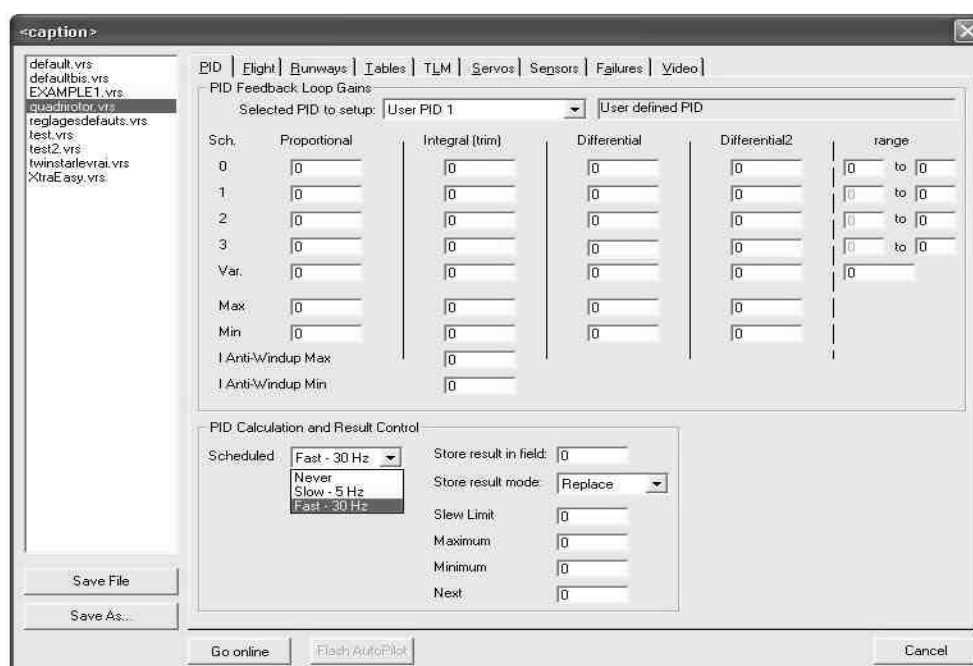 <caption>
default.vrs
defaultbis.vrs
EXAMPLE1.vrs
quadrirotor.vrs
reglagesdefauts.vrs
test.vrs
test2.vrs
twinstarlevrai.vrs
XtraEasy.vrs
Save File
Save As...
PID Flight Runways Tables TLM Servos Sensors Failures Video
PID Feedback Loop Gains
Selected PID to setup: User PID 1 User defined PID
Sch. Proportional Integral (trim) Differential Differential2 range
0 0 0 0 0 0 to 0
1 0 0 0 0 0 to 0
2 0 0 0 0 0 to 0
3 0 0 0 0 0 to 0
Var. 0 0 0 0 0
Max 0 0 0 0
Min 0 0 0 0
I Anti-Windup Max 0
I Anti-Windup Min 0
PID Calculation and Result Control
Scheduled Fast - 30 Hz
Never
Slow - 5 Hz
Fast - 30 Hz
Store result in field: 0
Store result mode: Replace
Slew Limit 0
Maximum 0
Minimum 0
Next 0
Go online Flash AutoPilot Cancel